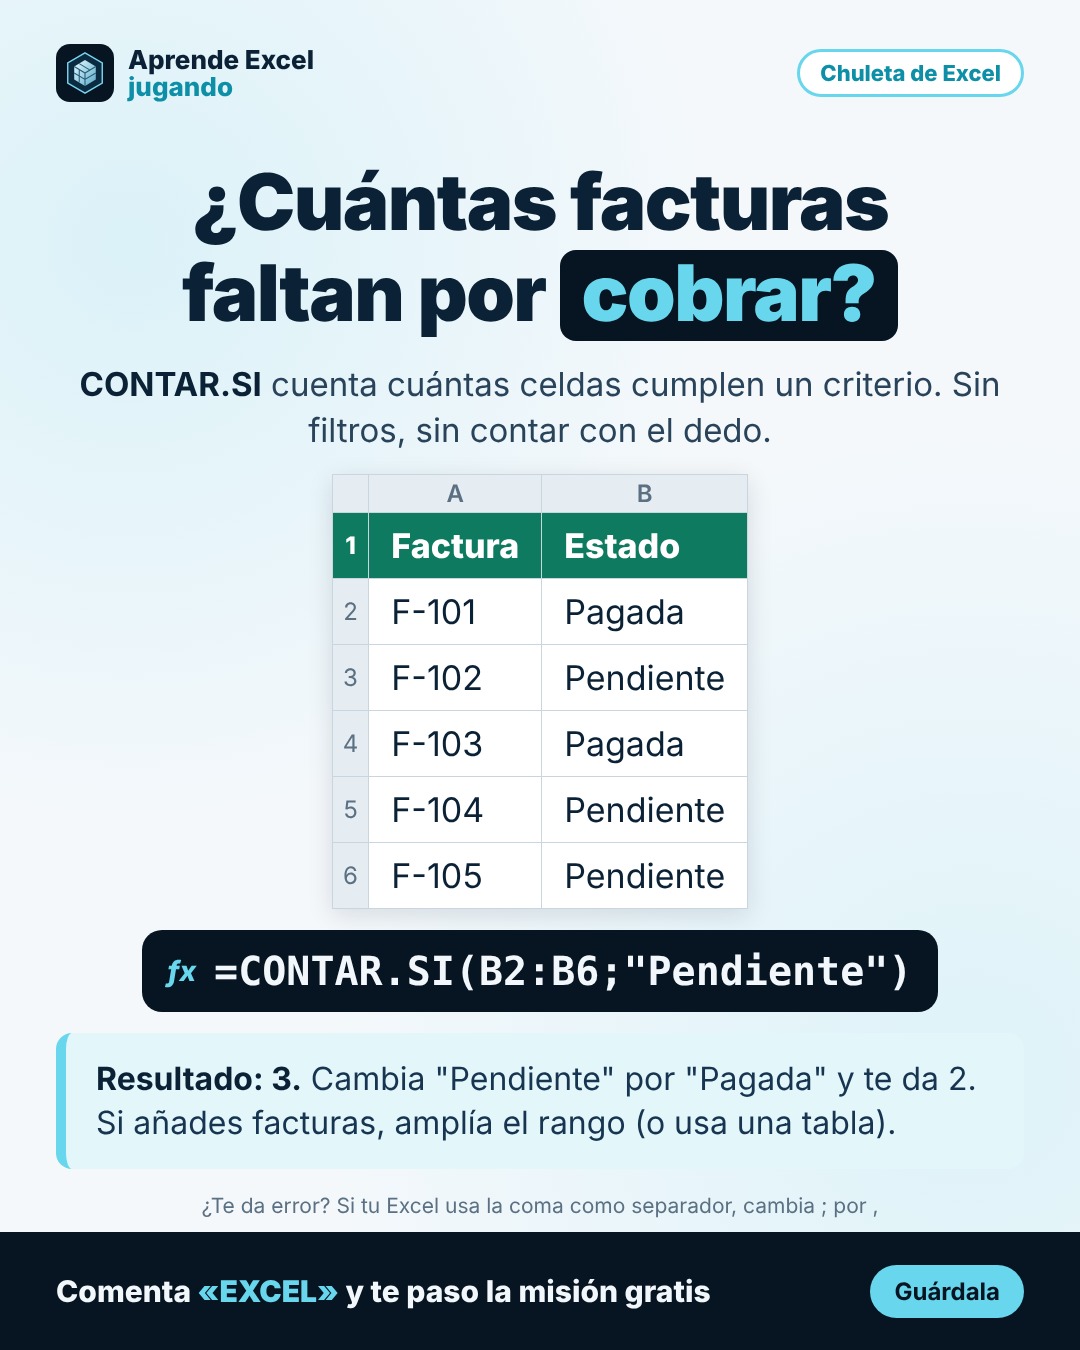 Aprende Excel
jugando
Chuleta de Excel
¿Cuántas facturas
faltan por cobrar?
CONTAR.SI cuenta cuántas celdas cumplen un criterio. Sin
filtros, sin contar con el dedo.
A B
1 Factura Estado
2 F-101 Pagada
3 F-102 Pendiente
4 F-103 Pagada
5 F-104 Pendiente
6 F-105 Pendiente
fx =CONTAR.SI(B2:B6;"Pendiente")
Resultado: 3. Cambia "Pendiente" por "Pagada" y te da 2.
Si añades facturas, amplía el rango (o usa una tabla).
¿Te da error? Si tu Excel usa la coma como separador, cambia ; por ,
Comenta «EXCEL» y te paso la misión gratis
Guárdala